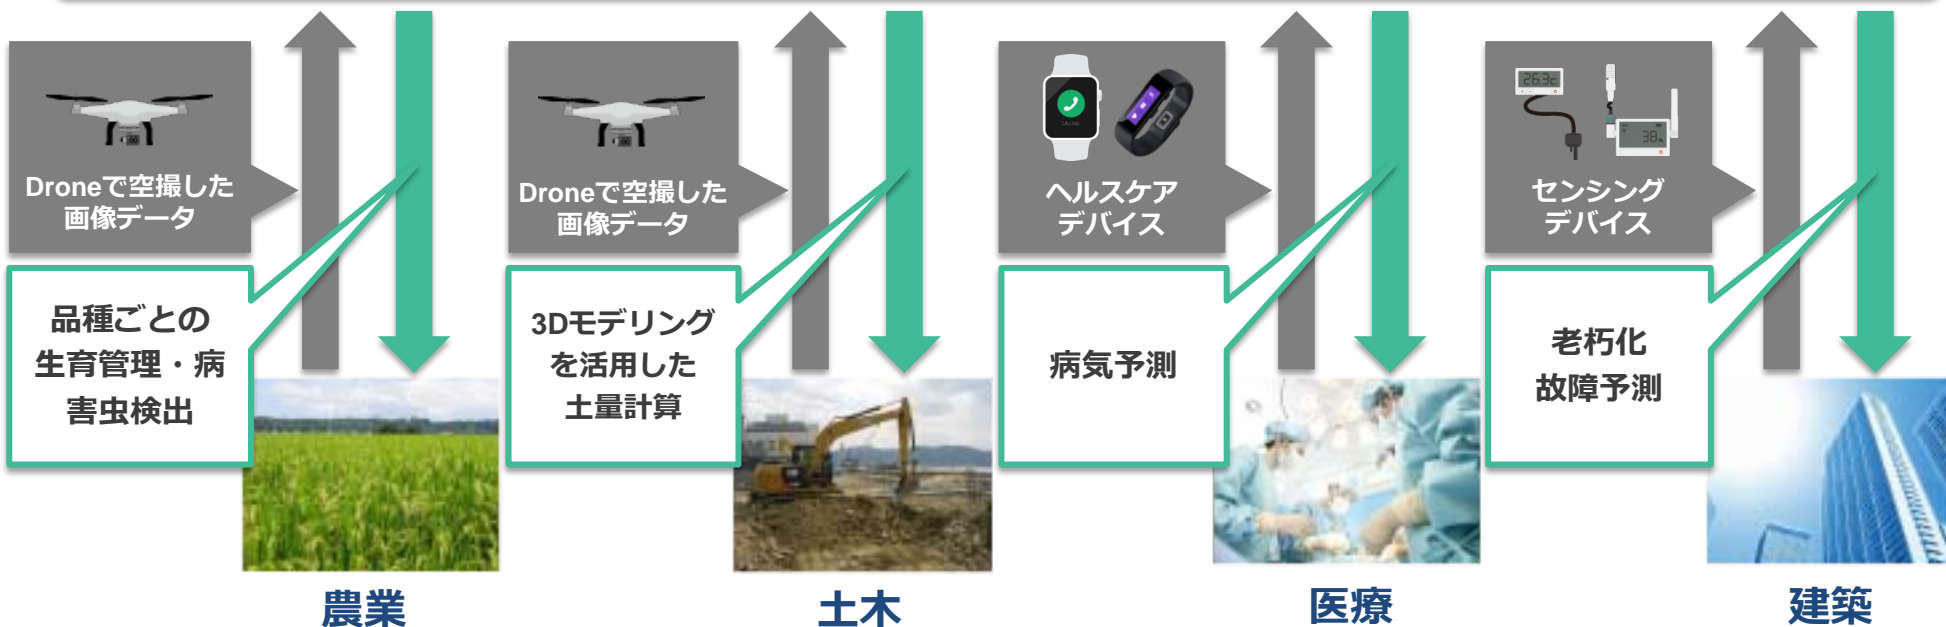 Droneで空撮した
画像データ
品種ごとの
生育管理・病
害虫検出
農業
Droneで空撮した
画像データ
3Dモデリング
を活用した
土量計算
土木
ヘルスケア
デバイス
病気予測
医療
26.3c
38
センシング
デバイス
老朽化
故障予測
建築